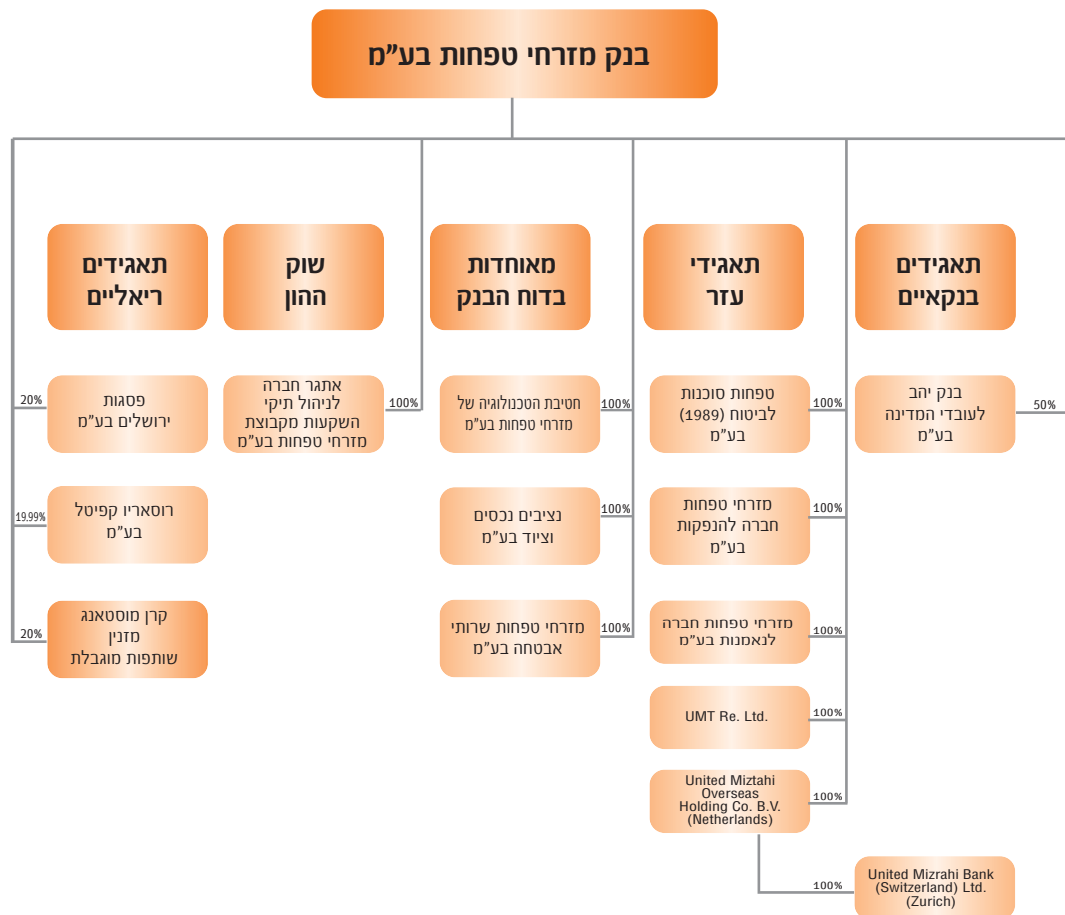 בנק מזרחי טפחות בע"מ
תאגידים
בנקאיים
בנק יהב
לעובדי המדינה
בע"מ
50%
תאגידי
עזר
טפחות סוכנות
לביטוח (1989)
בע"מ
100%
מזרחי טפחות
חברה להנפקות
בע"מ
100%
מזרחי טפחות חברה
לנאמנות בע"מ
100%
UMT Re. Ltd.
100%
United Miztahi
Overseas
Holding Co. B.V.
(Netherlands)
100%
United Mizrahi Bank
(Switzerland) Ltd.
(Zurich)
100%
מאוחדות
בדוח הבנק
חטיבת הטכנולוגיה של
מזרחי טפחות בע"מ
100%
נציבים נכסים
וציוד בע"מ
100%
מזרחי טפחות שרותי
אבטחה בע"מ
100%
שוק
ההון
אתגר חברה
לניהול תיקי
השקעות מקבוצת
מזרחי טפחות בע"מ
100%
תאגידים
ריאליים
פסגות
ירושלים בע"מ
20%
רוסאריו קפיטל
בע"מ
19.99%
קרן מוסטאנג
מזנין
שותפות מוגבלת
20%